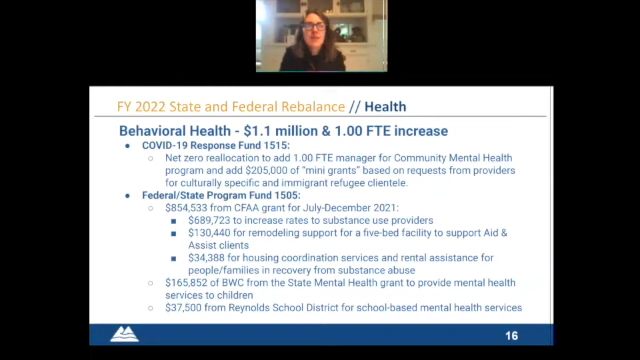 FY 2022 State and Federal Rebalance // Health
Behavioral Health - $1.1 million & 1.00 FTE increase
• COVID-19 Response Fund 1515:
○ Net zero reallocation to add 1.00 FTE manager for Community Mental Health
program and add $205,000 of “mini grants” based on requests from providers
for culturally specific and immigrant refugee clientele.
• Federal/State Program Fund 1505:
○ $854,533 from CFAA grant for July-December 2021:
■ $689,723 to increase rates to substance use providers
■ $130,440 for remodeling support for a five-bed facility to support Aid &
Assist clients
■ $34,388 for housing coordination services and rental assistance for
people/families in recovery from substance abuse
○ $165,852 of BWC from the State Mental Health grant to provide mental health
services to children
○ $37,500 from Reynolds School District for school-based mental health services
16